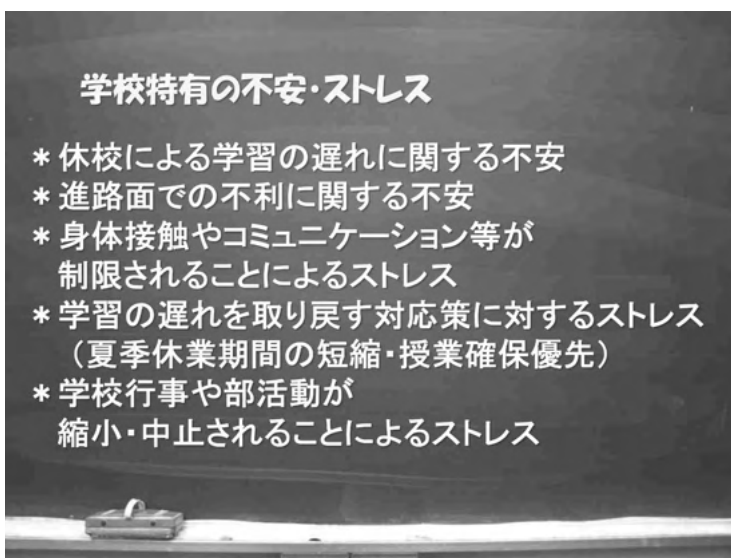 学校特有の不安・ストレス
＊休校による学習の遅れに関する不安
＊進路面での不利に関する不安
＊身体接触やコミュニケーション等が
制限されることによるストレス
＊学習の遅れを取り戻す対応策に対するストレス
（夏季休業期間の短縮・授業確保優先）
＊学校行事や部活動が
縮小・中止されることによるストレス